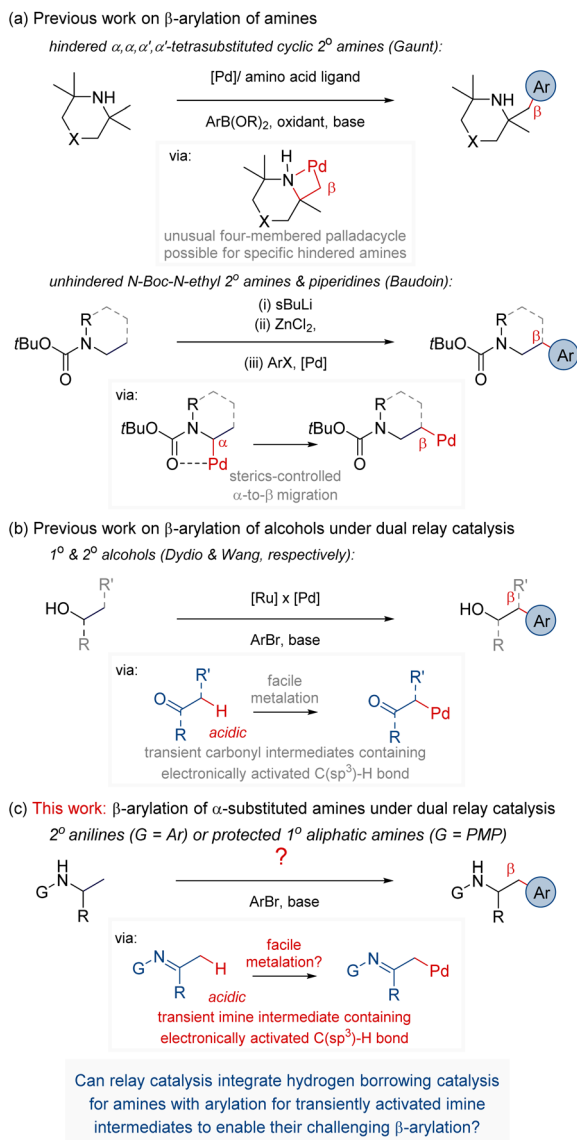 (a) Previous work on β-arylation of amines
hindered α,α,α',α'-tetrasubstituted cyclic 2º amines (Gaunt):
[Pd]/ amino acid ligand
ArB(OR)2, oxidant, base
NH
X
NH
Ar
β
X
via:
H
N
Pd
β
X
unusual four-membered palladacycle
possible for specific hindered amines
unhindered N-Boc-N-ethyl 2º amines & piperidines (Baudoin):
(i) sBuLi
(ii) ZnCl2,
(iii) ArX, [Pd]
R
tBuO
N
O
R
tBuO
N
O
β
Ar
via:
R
tBuO
N
α
O
Pd
R
tBuO
N
O
β
Pd
sterics-controlled
α-to-β migration
(b) Previous work on β-arylation of alcohols under dual relay catalysis
1º & 2º alcohols (Dydio & Wang, respectively):
R'
HO
R
[Ru] x [Pd]
ArBr, base
R'
β
HO
Ar
R
via:
R'
O
H
R
acidic
facile
metalation
R'
O
Pd
R
transient carbonyl intermediates containing
electronically activated C(sp3)-H bond
(c) This work: β-arylation of α-substituted amines under dual relay catalysis
2º anilines (G = Ar) or protected 1º aliphatic amines (G = PMP)
H
G
N
R
?
ArBr, base
H
G
N
β
Ar
R
via:
G
N
H
R
acidic
facile
metalation?
G
N
Pd
R
transient imine intermediate containing
electronically activated C(sp3)-H bond
Can relay catalysis integrate hydrogen borrowing catalysis
for amines with arylation for transiently activated imine
intermediates to enable their challenging β-arylation?